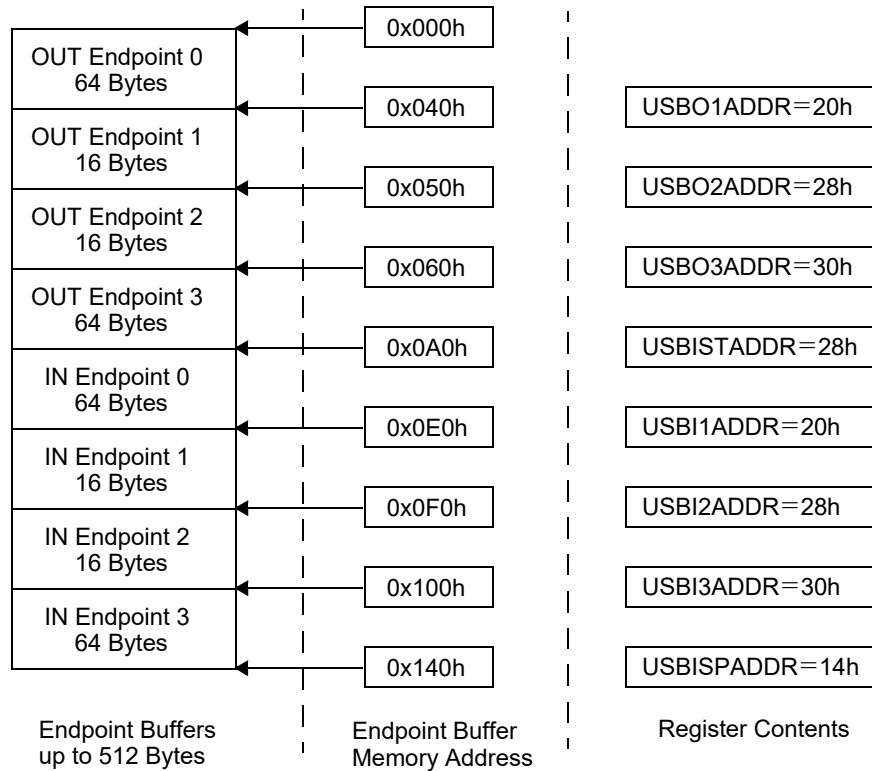 0x000h
OUT Endpoint 0
64 Bytes
0x040h
USBO1ADDR=20h
OUT Endpoint 1
16 Bytes
0x050h
USBO2ADDR=28h
OUT Endpoint 2
16 Bytes
0x060h
USBO3ADDR=30h
OUT Endpoint 3
64 Bytes
0x0A0h
USBISTADDR=28h
IN Endpoint 0
64 Bytes
0x0E0h
USBI1ADDR=20h
IN Endpoint 1
16 Bytes
0x0F0h
USBI2ADDR=28h
IN Endpoint 2
16 Bytes
0x100h
USBI3ADDR=30h
IN Endpoint 3
64 Bytes
0x140h
USBISPADDR=14h
Endpoint Buffers
up to 512 Bytes
Endpoint Buffer
Memory Address
Register Contents